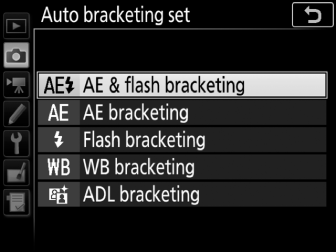 Auto bracketing set
AE AE & flash bracketing
AE AE bracketing
Flash bracketing
WB WB bracketing
ADL bracketing